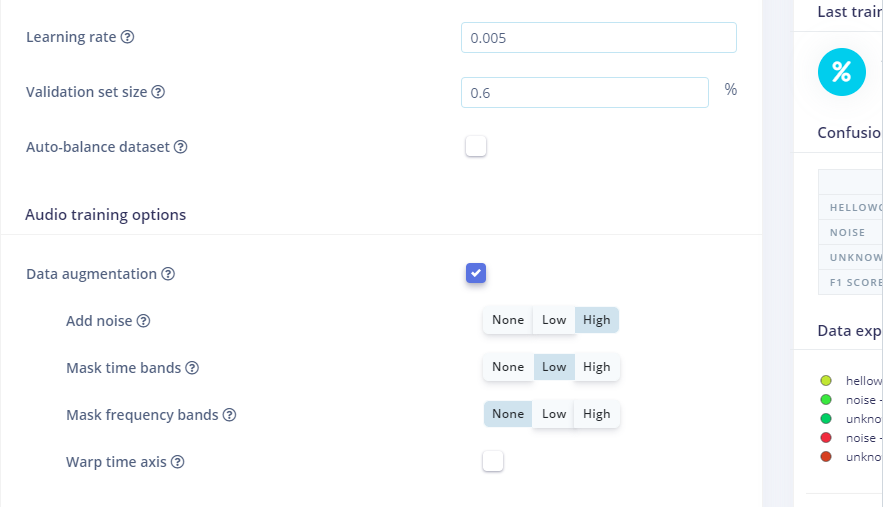 Learning rate
0.005
Validation set size
0.6 %
Auto-balance dataset
Audio training options
Data augmentation
Add noise
None Low High
Mask time bands
None Low High
Mask frequency bands
None Low High
Warp time axis
Last trair
%
Confusio
HELLOWO
NOISE
UNKNOW
F1 SCORE
Data exp
hellow
noise -
unkno
noise -
unkno